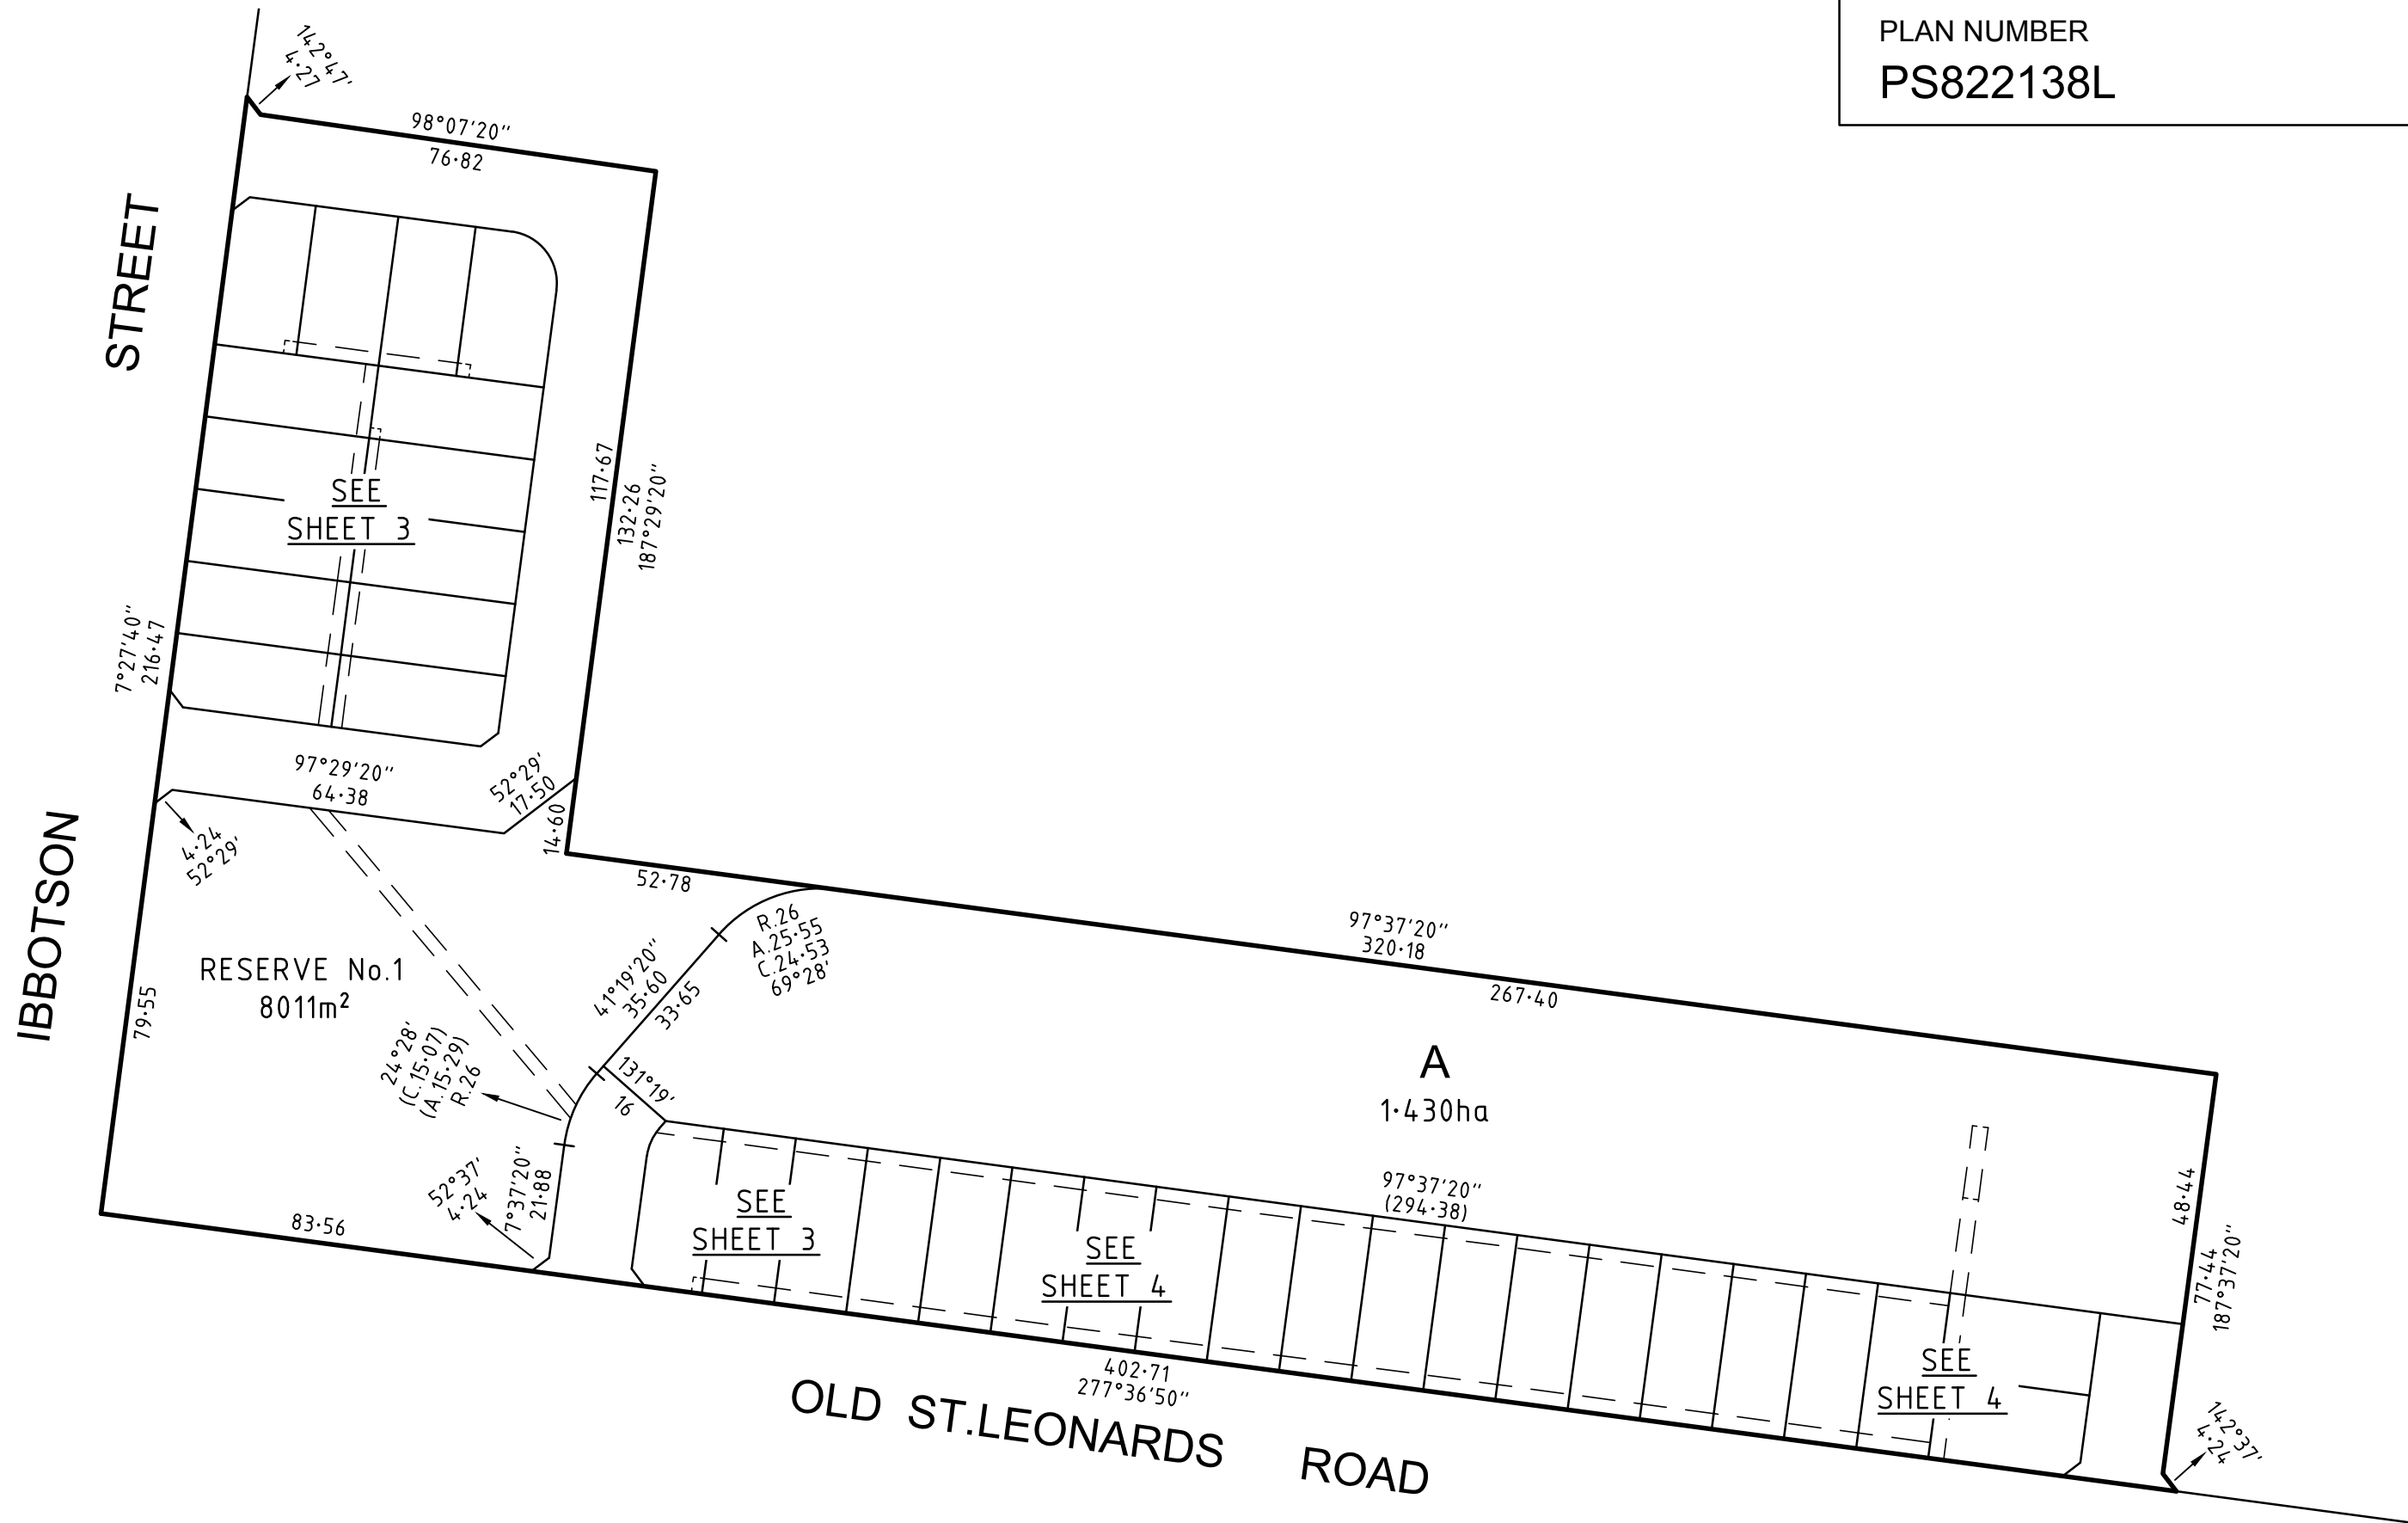 PLAN NUMBER
PS822138L
142°47'
4·27
98°07'20"
76·82
STREET
117·67
132·26
187°29'20"
SEE
SHEET 3
7°27'40"
216·47
97°29'20"
64·38
52°29'
17·50
14·60
4·24
52°29'
IBBOTSON
52·78
R.26
A.25·55
C.24·53
69°28'
97°37'20"
320·18
267·40
RESERVE No.1
8011m²
79·55
41°19'20"
35·60
33·65
24°28'
(C.15·07)
(A.15·29)
R.26
131°19'
16
A
1·430ha
52°37'
4·24
7°37'20"
21·88
83·56
SEE
SHEET 3
SEE
SHEET 4
97°37'20"
(294·38)
48·44
77·44
187°37'20"
SEE
SHEET 4
402·71
277°36'50"
OLD ST.LEONARDS ROAD
142°37'
4·24